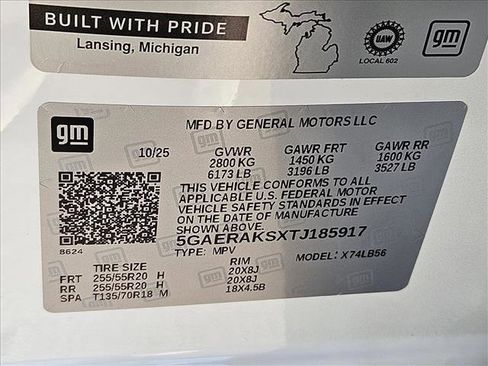 BUILT WITH PRIDE
Lansing, Michigan
UAW
LOCAL 602
gm
gm
MFD BY GENERAL MOTORS LLC
10/25 GVWR GAWR FRT GAWR RR
2800 KG 1450 KG 1600 KG
6173 LB 3196 LB 3527 LB
THIS VEHICLE CONFORMS TO ALL
APPLICABLE U.S. FEDERAL MOTOR
VEHICLE SAFETY STANDARDS IN EFFECT
ON THE DATE OF MANUFACTURE SHOWN ABOVE.
5GAERAKSXTJ185917
8624
TYPE: MPV MODEL: X74LB56
TIRE SIZE RIM
FRT 255/55R20 H 20X8J
RR 255/55R20 H 20X8J
SPA T135/70R18 M 18X4.5B